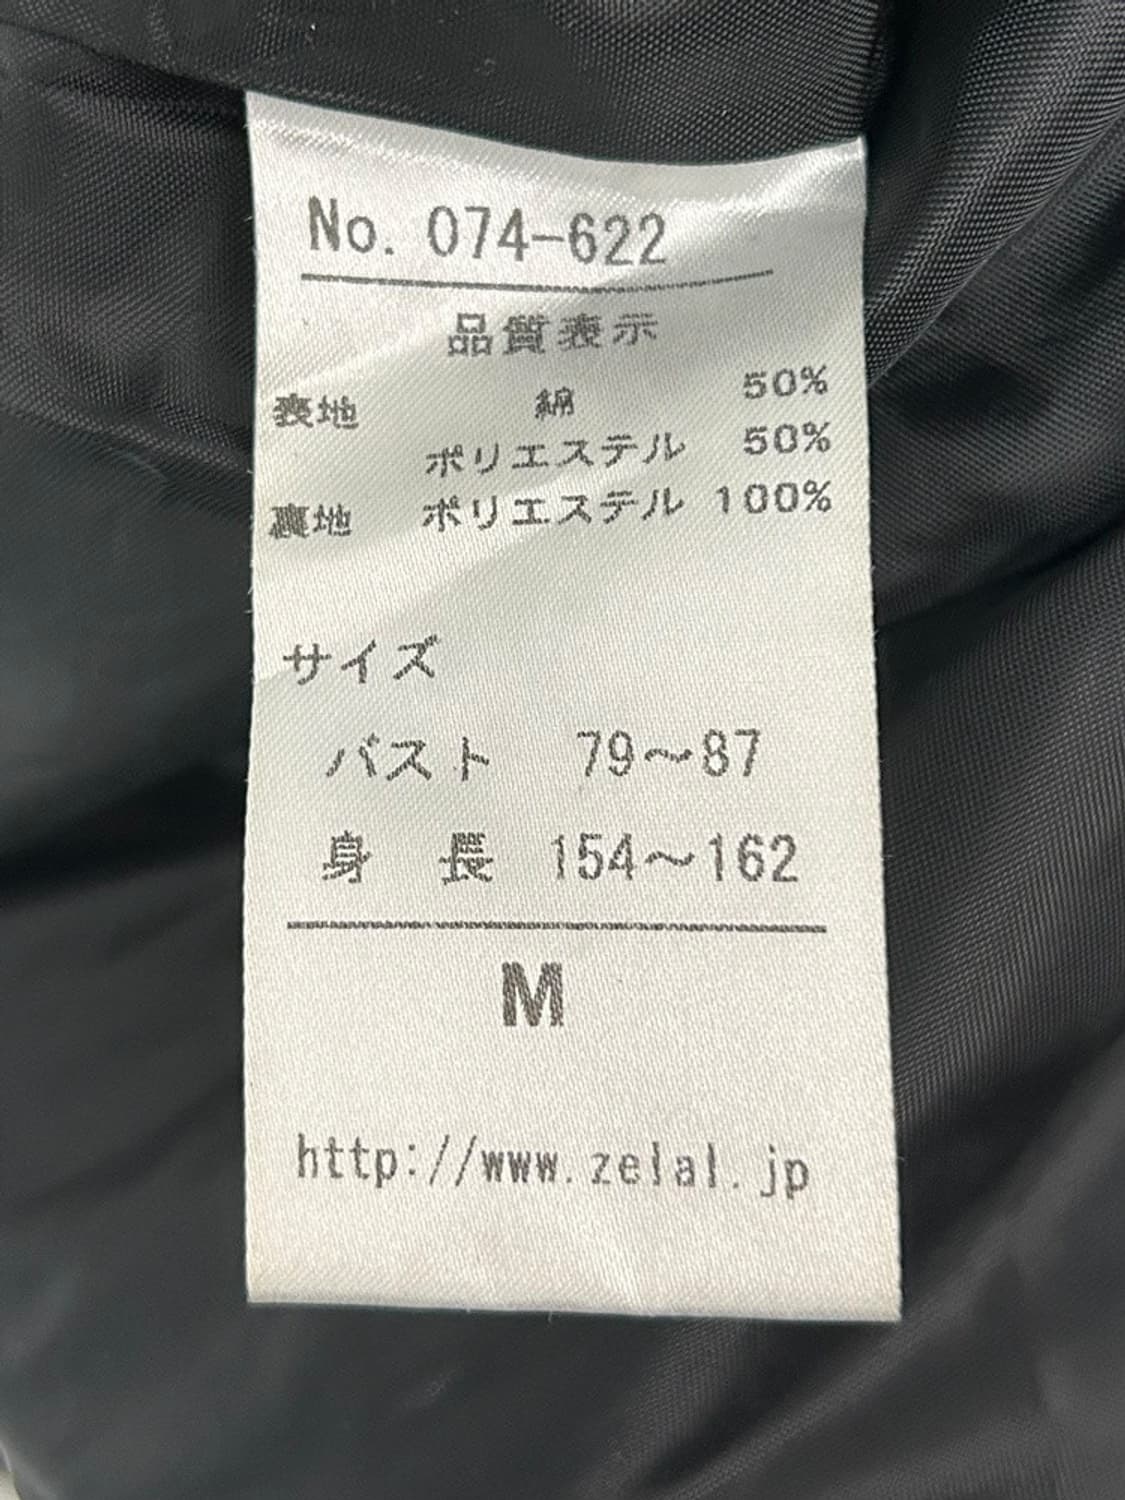 No. 074-622
品質表示
表地 綿 50%
ポリエステル 50%
裏地 ポリエステル 100%
サイズ
バスト 79～87
身長 154～162
M
http://www.zelal.jp